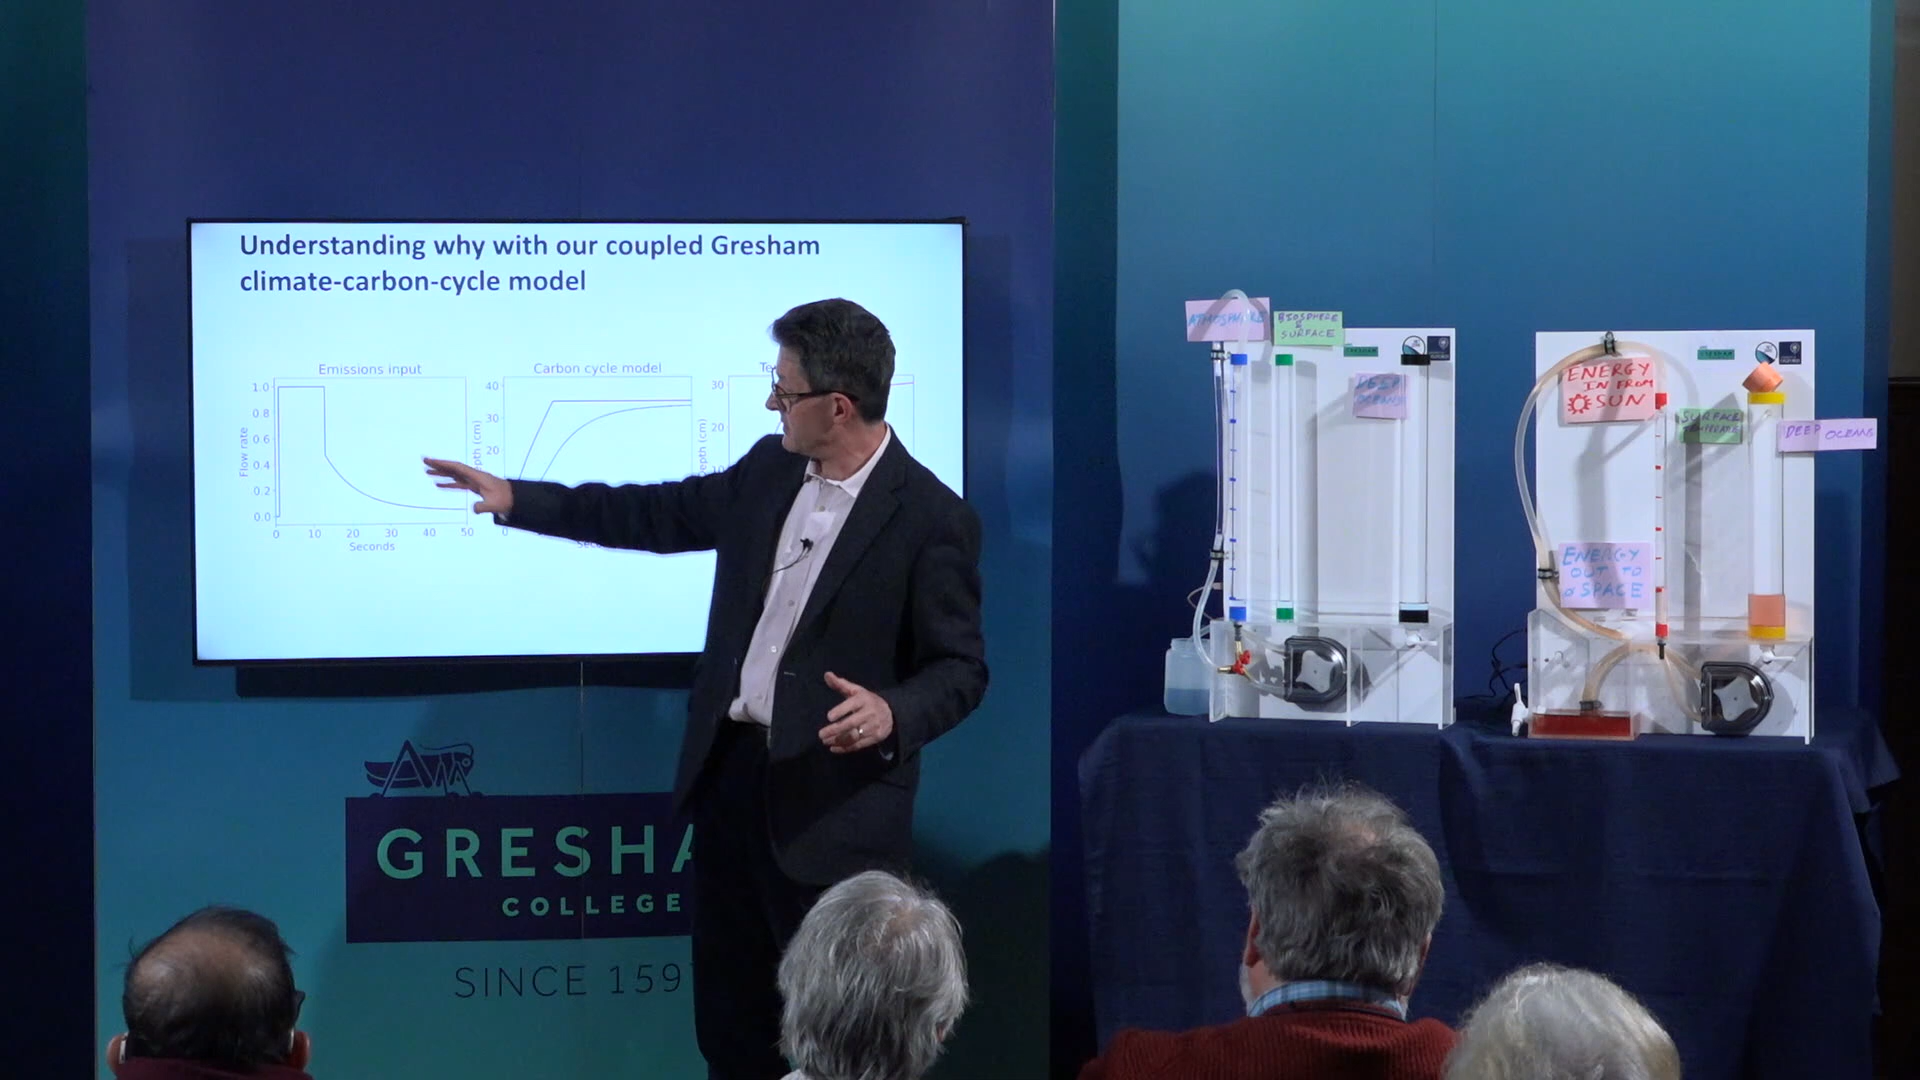 Understanding why with our coupled Gresham
climate-carbon-cycle model
Emissions input
1.0
0.8
0.6
0.4
0.2
0.0
Flow rate
0
10
20
30
40
50
Seconds
Carbon cycle model
40
30
20
0
30
20
10
Depth (cm)
GRESHA
COLLEGE
SINCE 159
ATMOSPHERE
BIOSPHERE
&
SURFACE
DEEP
OCEANS
GRESHAM
ENERGY
IN FROM
SUN
SURFACE
TEMPERATURE
DEEP OCEANS
ENERGY
OUT TO
SPACE